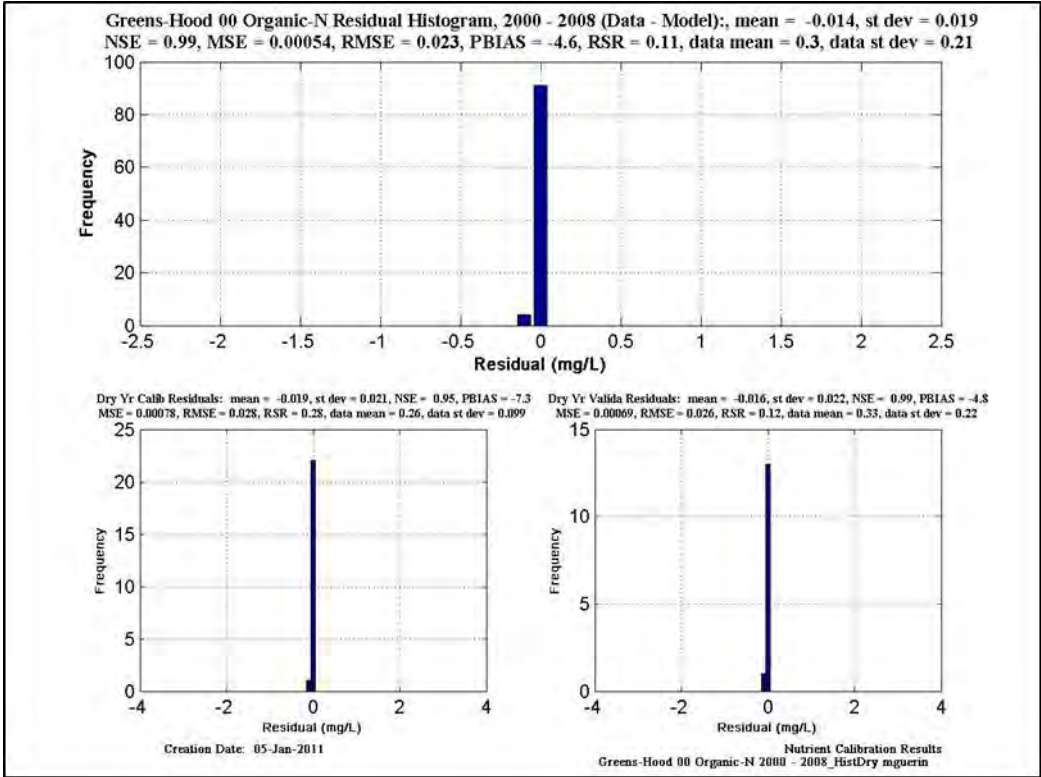 Greens-Hood 00 Organic-N Residual Histogram, 2000 - 2008 (Data - Model):, mean = -0.014, st dev = 0.019
NSE = 0.99, MSE = 0.00054, RMSE = 0.023, PBIAS = -4.6, RSR = 0.11, data mean = 0.3, data st dev = 0.21
100
80
60
40
20
0
Frequency
-2.5 -2 -1.5 -1 -0.5 0 0.5 1 1.5 2 2.5
Residual (mg/L)
Dry Yr Calib Residuals: mean = -0.019, st dev = 0.021, NSE = 0.95, PBIAS = -7.3
MSE = 0.00078, RMSE = 0.028, RSR = 0.28, data mean = 0.26, data st dev = 0.099
25
20
15
10
5
0
Frequency
-4 -2 0 2 4
Residual (mg/L)
Dry Yr Valida Residuals: mean = -0.016, st dev = 0.022, NSE = 0.99, PBIAS = -4.8
MSE = 0.00069, RMSE = 0.026, RSR = 0.12, data mean = 0.33, data st dev = 0.22
15
10
5
0
Frequency
-4 -2 0 2 4
Residual (mg/L)
Creation Date: 05-Jan-2011
Nutrient Calibration Results
Greens-Hood 00 Organic-N 2000 - 2008_HistDry mguerin